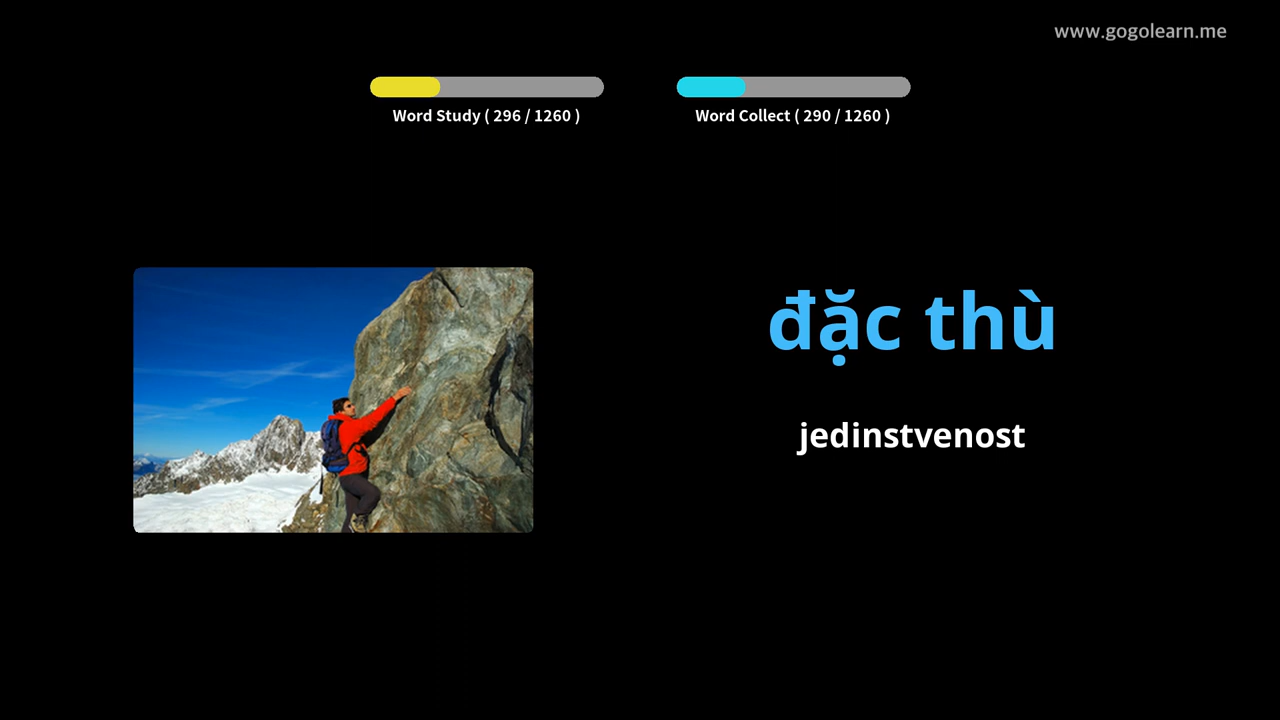 www.gogolearn.me
Word Study ( 296 / 1260 )
Word Collect ( 290 / 1260 )
đặc thù
jedinstvenost